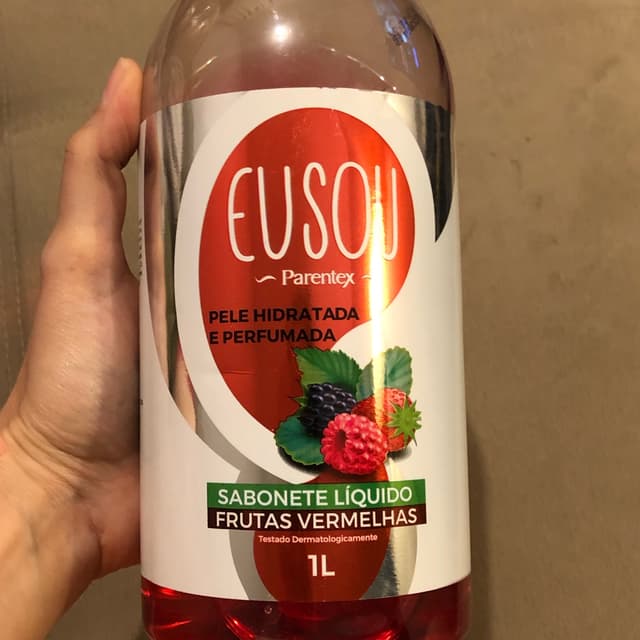 EUSOU
Parentex
PELE HIDRATADA
E PERFUMADA
SABONETE LÍQUIDO
FRUTAS VERMELHAS
Testado Dermatologicamente
1L